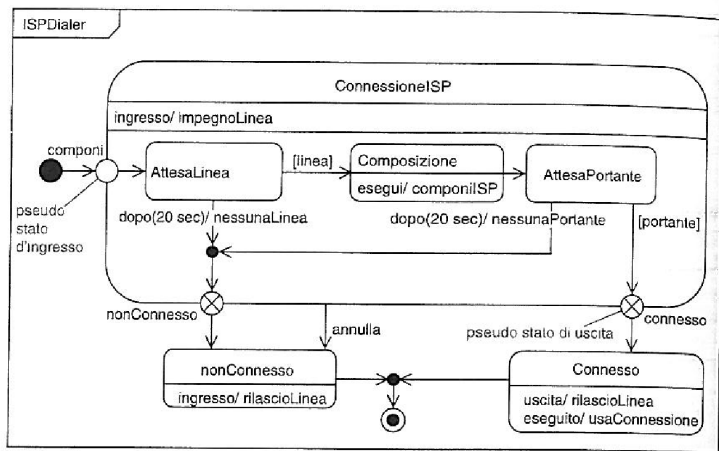 ISPDialer
ConnessioneISP
ingresso/ impegnoLinea
componi
AttesaLinea
[linea]
Composizione
esegui/ componiISP
AttesaPortante
pseudo
stato
d'ingresso
dopo(20 sec)/ nessunaLinea
dopo(20 sec)/ nessunaPortante
[portante]
nonConnesso
annulla
pseudo stato di uscita
connesso
nonConnesso
ingresso/ rilascioLinea
Connesso
uscita/ rilascioLinea
eseguito/ usaConnessione